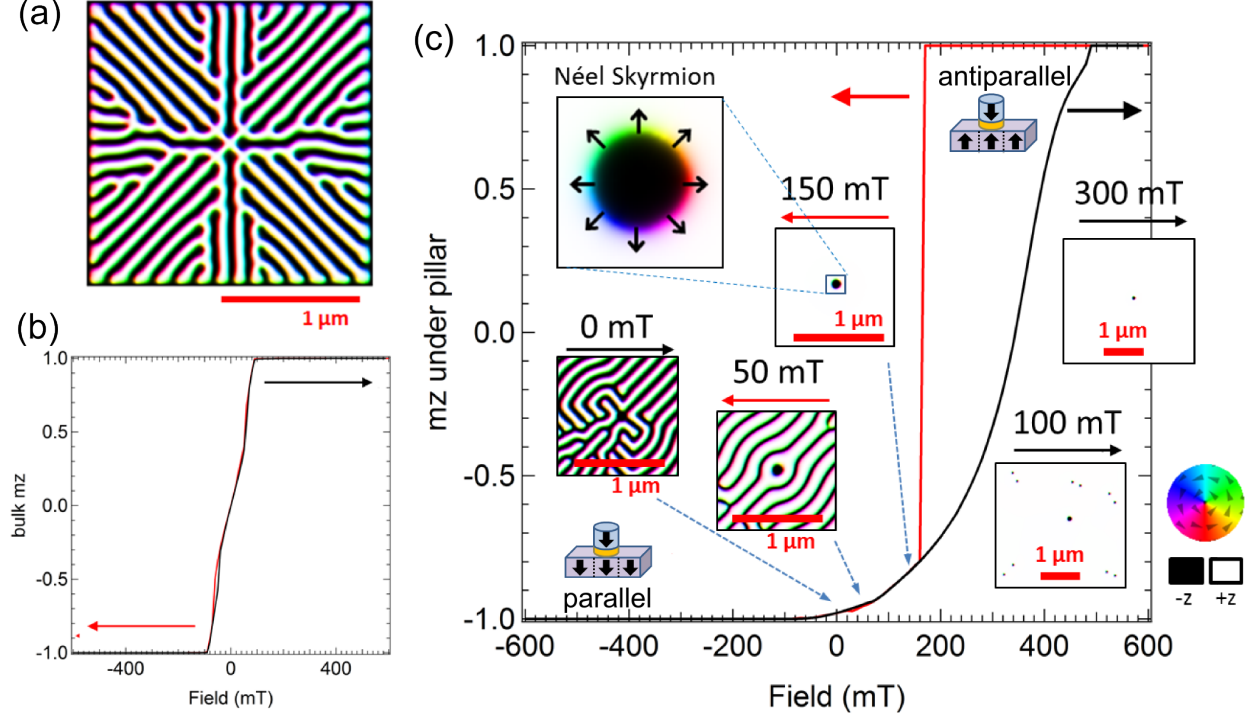 (a)
1 µm
(b)
bulk mz
1.0
0.5
0.0
-0.5
-1.0
-400
0
400
Field (mT)
(c)
mz under pillar
1.0
0.5
0.0
-0.5
-1.0
-600
-400
-200
0
200
400
600
Field (mT)
Néel Skyrmion
antiparallel
150 mT
1 µm
300 mT
1 µm
0 mT
1 µm
50 mT
1 µm
100 mT
1 µm
parallel
-z
+z